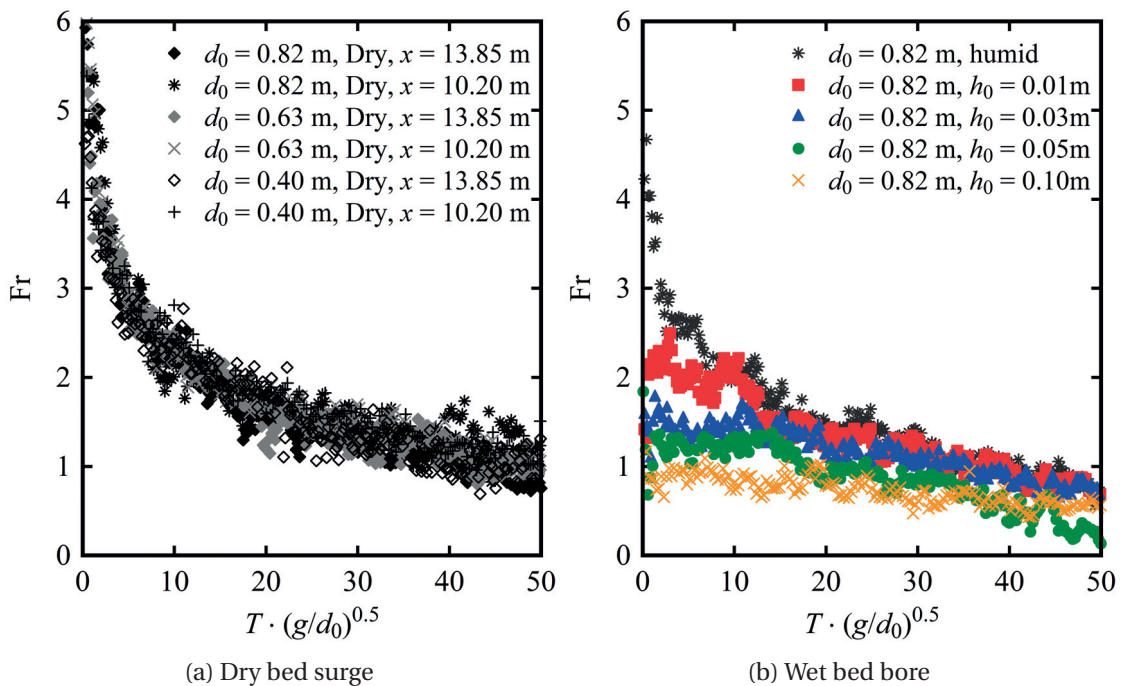 6
5
4
3
2
1
0
Fr
d₀ = 0.82 m, Dry, x = 13.85 m
d₀ = 0.82 m, Dry, x = 10.20 m
d₀ = 0.63 m, Dry, x = 13.85 m
d₀ = 0.63 m, Dry, x = 10.20 m
d₀ = 0.40 m, Dry, x = 13.85 m
d₀ = 0.40 m, Dry, x = 10.20 m
0 10 20 30 40 50
T · (g/d₀)^0.5
(a) Dry bed surge
6
5
4
3
2
1
0
Fr
d₀ = 0.82 m, humid
d₀ = 0.82 m, h₀ = 0.01m
d₀ = 0.82 m, h₀ = 0.03m
d₀ = 0.82 m, h₀ = 0.05m
d₀ = 0.82 m, h₀ = 0.10m
0 10 20 30 40 50
T · (g/d₀)^0.5
(b) Wet bed bore